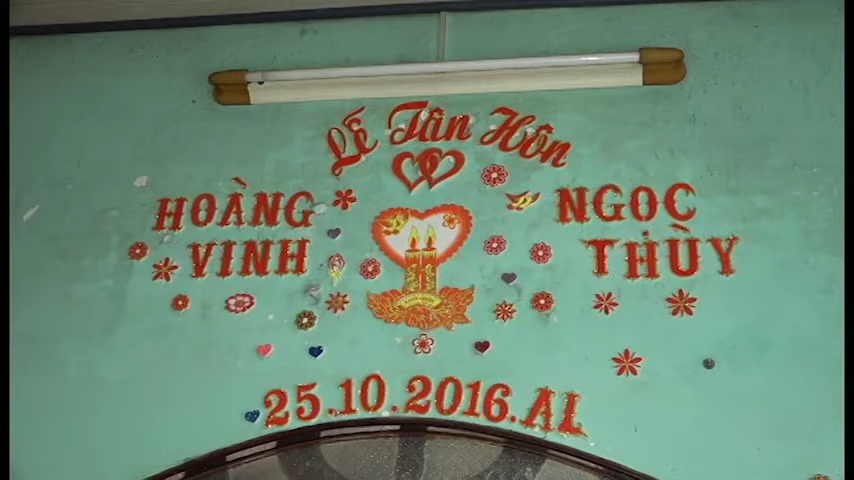 Lễ Tân Hôn
HOÀNG
VINH
NGỌC
THÙY
25.10.2016.AL